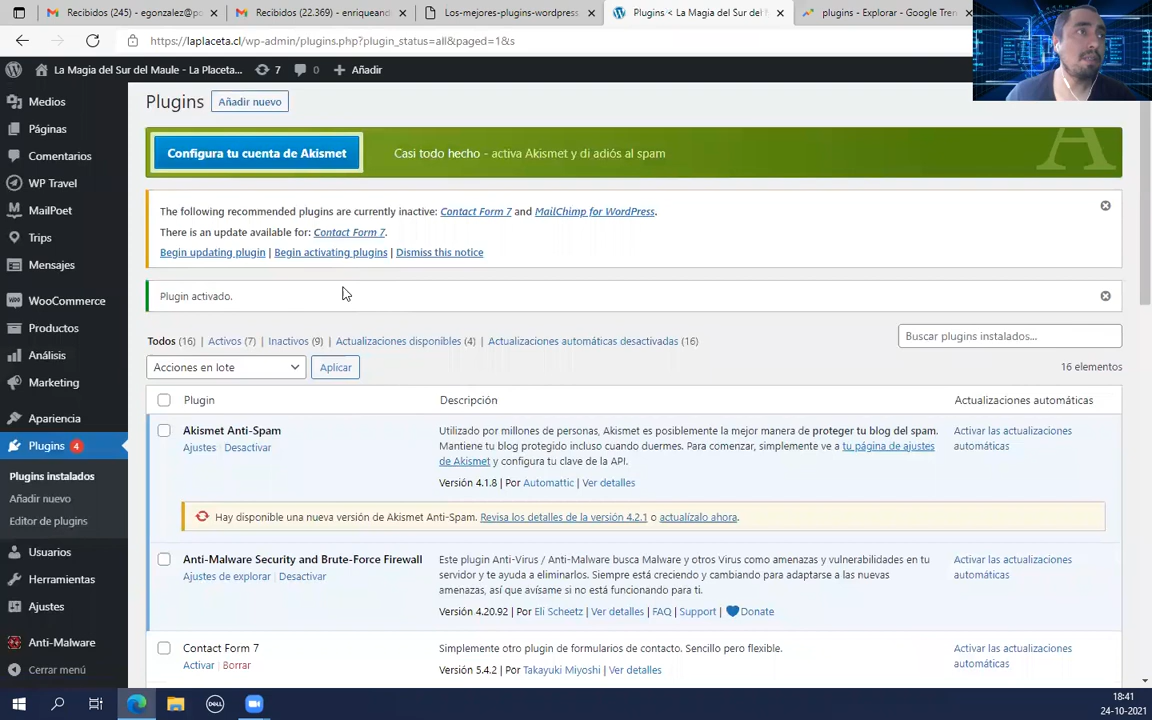 Recibidos (245) - egonzalez@p
Recibidos (22.369) - enriqueand
Los-mejores-plugins-wordpress
Plugins < La Magia del Sur del M
plugins - Explorar - Google Tren
https://laplaceta.cl/wp-admin/plugins.php?plugin_status=all&paged=1&s
La Magia del Sur del Maule - La Placeta...
7
0
Añadir
Medios
Páginas
Comentarios
WP Travel
MailPoet
Trips
Mensajes
WooCommerce
Productos
Análisis
Marketing
Apariencia
Plugins 4
Plugins instalados
Añadir nuevo
Editor de plugins
Usuarios
Herramientas
Ajustes
Anti-Malware
Cerrar menú
Plugins Añadir nuevo
Configura tu cuenta de Akismet
Casi todo hecho - activa Akismet y di adiós al spam
The following recommended plugins are currently inactive: Contact Form 7 and MailChimp for WordPress.
There is an update available for: Contact Form 7.
Begin updating plugin | Begin activating plugins | Dismiss this notice
Plugin activado.
Todos (16) | Activos (7) | Inactivos (9) | Actualizaciones disponibles (4) | Actualizaciones automáticas desactivadas (16)
Buscar plugins instalados...
Acciones en lote
Aplicar
16 elementos
Plugin Descripción Actualizaciones automáticas
Akismet Anti-Spam
Ajustes | Desactivar
Utilizado por millones de personas, Akismet es posiblemente la mejor manera de proteger tu blog del spam.
Mantiene tu blog protegido incluso cuando duermes. Para comenzar, simplemente ve a tu página de ajustes
de Akismet y configura tu clave de la API.
Versión 4.1.8 | Por Automattic | Ver detalles
Activar las actualizaciones
automáticas
Hay disponible una nueva versión de Akismet Anti-Spam. Revisa los detalles de la versión 4.2.1 o actualízalo ahora.
Anti-Malware Security and Brute-Force Firewall
Ajustes de explorar | Desactivar
Este plugin Anti-Virus / Anti-Malware busca Malware y otros Virus como amenazas y vulnerabilidades en tu
servidor y te ayuda a eliminarlos. Siempre está creciendo y cambiando para adaptarse a las nuevas
amenazas, así que avísame si no está funcionando para ti.
Versión 4.20.92 | Por Eli Scheetz | Ver detalles | FAQ | Support | Donate
Activar las actualizaciones
automáticas
Contact Form 7
Activar | Borrar
Simplemente otro plugin de formularios de contacto. Sencillo pero flexible.
Versión 5.4.2 | Por Takayuki Miyoshi | Ver detalles
Activar las actualizaciones
automáticas
DELL
18:41
24-10-2021